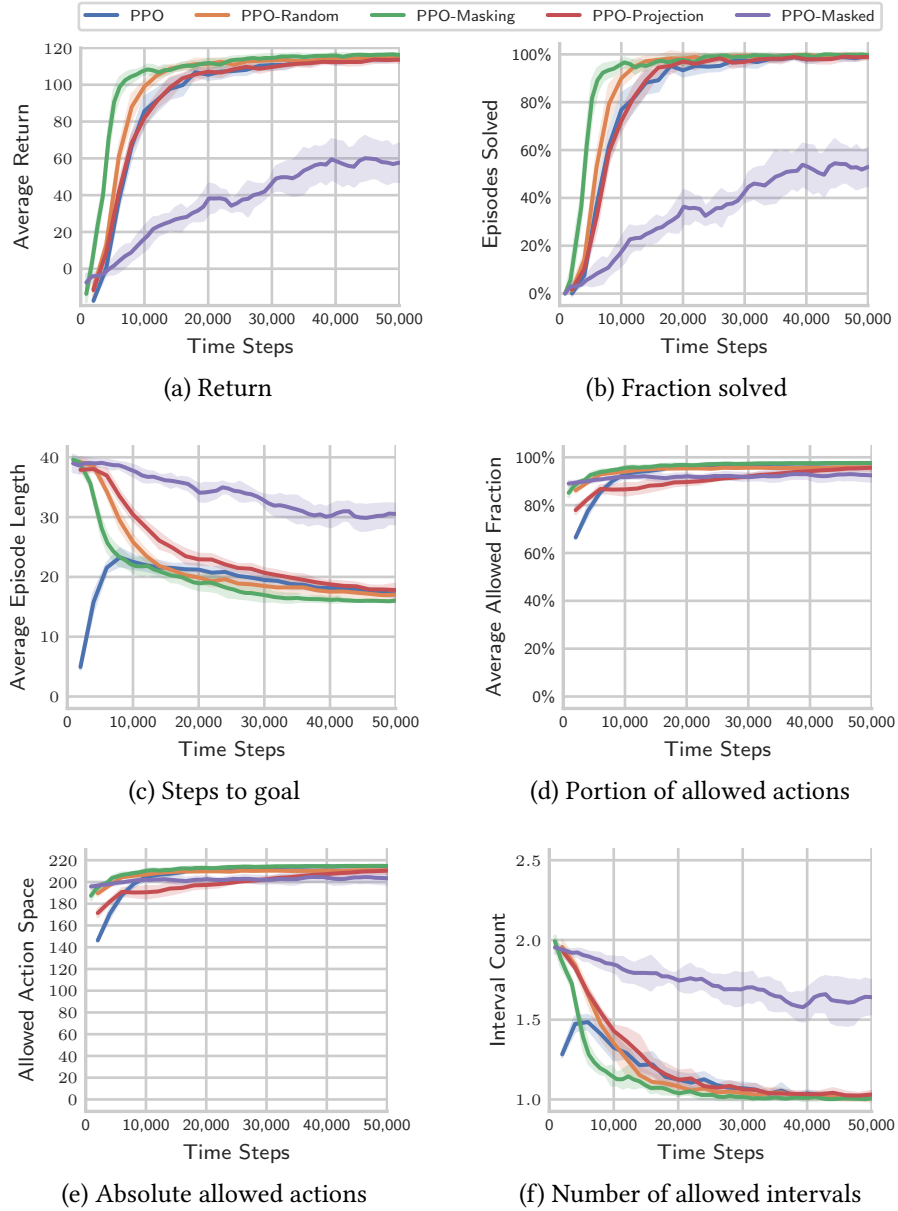 PPO PPO-Random PPO-Masking PPO-Projection PPO-Masked
Average Return
120
100
80
60
40
20
0
0 10,000 20,000 30,000 40,000 50,000
Time Steps
(a) Return
Episodes Solved
100%
80%
60%
40%
20%
0%
0 10,000 20,000 30,000 40,000 50,000
Time Steps
(b) Fraction solved
Average Episode Length
40
30
20
10
0
0 10,000 20,000 30,000 40,000 50,000
Time Steps
(c) Steps to goal
Average Allowed Fraction
100%
80%
60%
40%
20%
0%
0 10,000 20,000 30,000 40,000 50,000
Time Steps
(d) Portion of allowed actions
Allowed Action Space
220
200
180
160
140
120
100
80
60
40
20
0
0 10,000 20,000 30,000 40,000 50,000
Time Steps
(e) Absolute allowed actions
Interval Count
2.5
2.0
1.5
1.0
0 10,000 20,000 30,000 40,000 50,000
Time Steps
(f) Number of allowed intervals